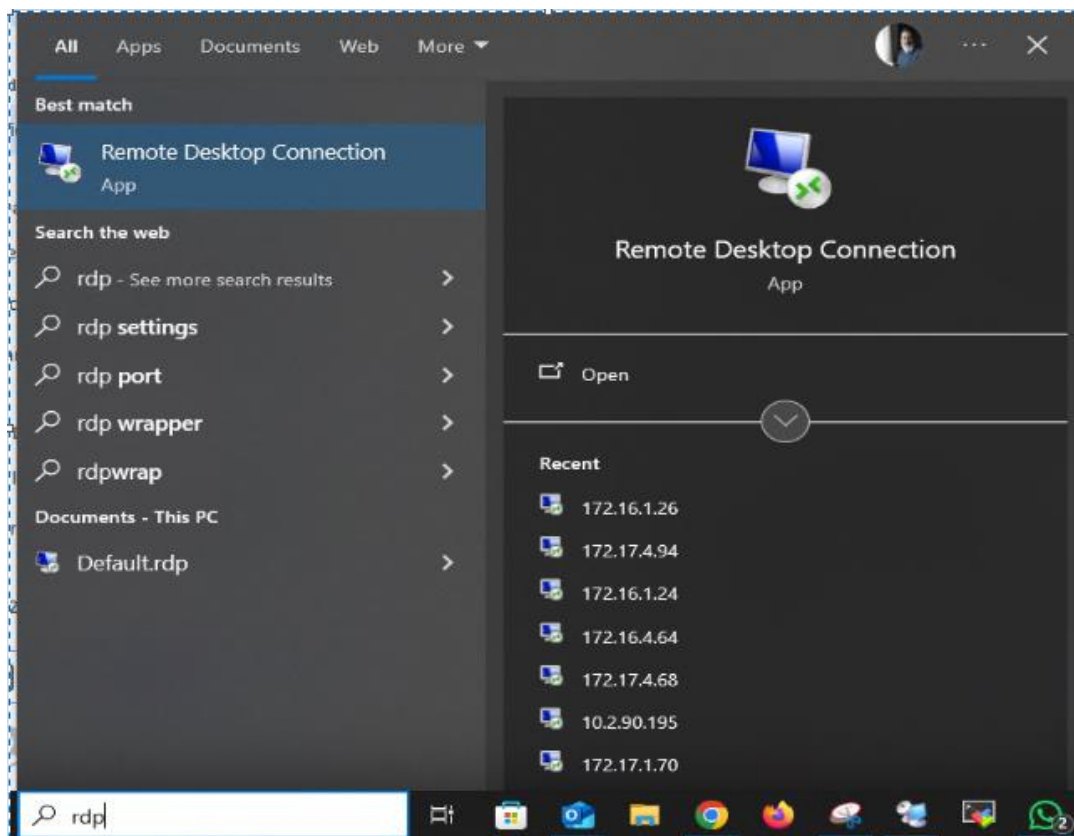 All Apps Documents Web More
Best match
Remote Desktop Connection
App
Search the web
rdp - See more search results
rdp settings
rdp port
rdp wrapper
rdpwrap
Documents - This PC
Default.rdp
Remote Desktop Connection
App
Open
Recent
172.16.1.26
172.17.4.94
172.16.1.24
172.16.4.64
172.17.4.68
10.2.90.195
172.17.1.70
rdp
2